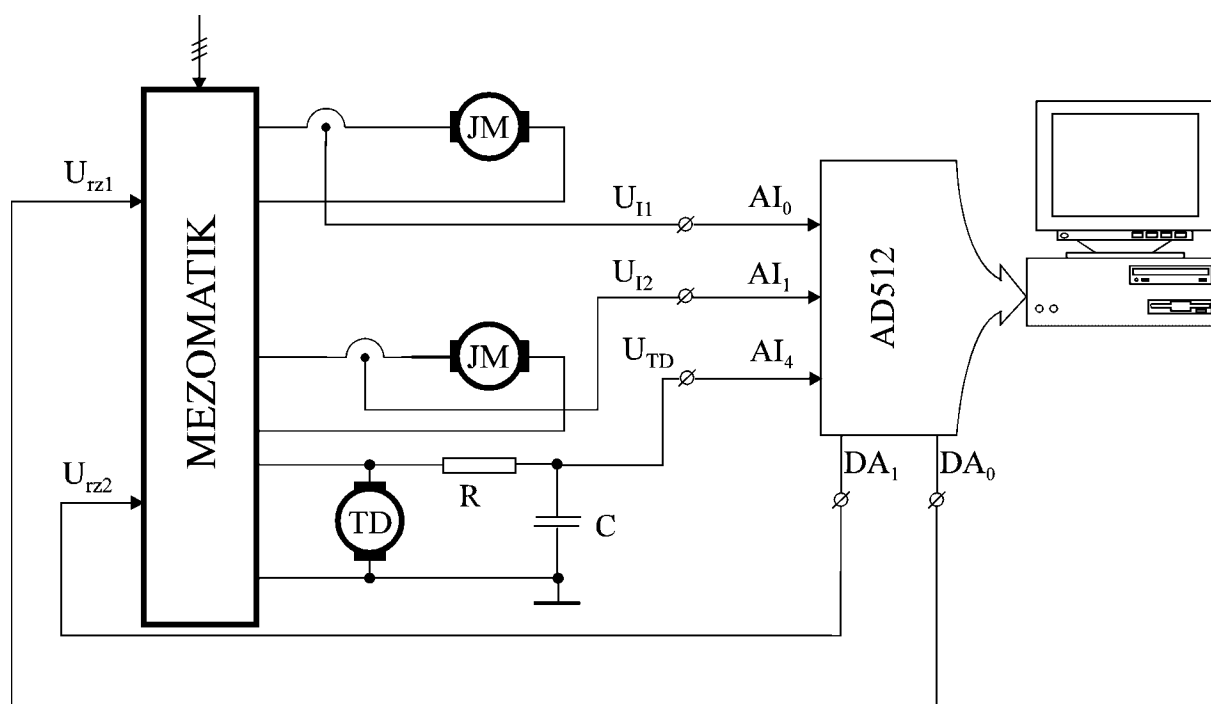 JM
U_rz1
U_I1
AI_0
MEZOMATIK
U_I2
AI_1
AD512
JM
U_TD
AI_4
U_rz2
R
DA_1
DA_0
TD
C